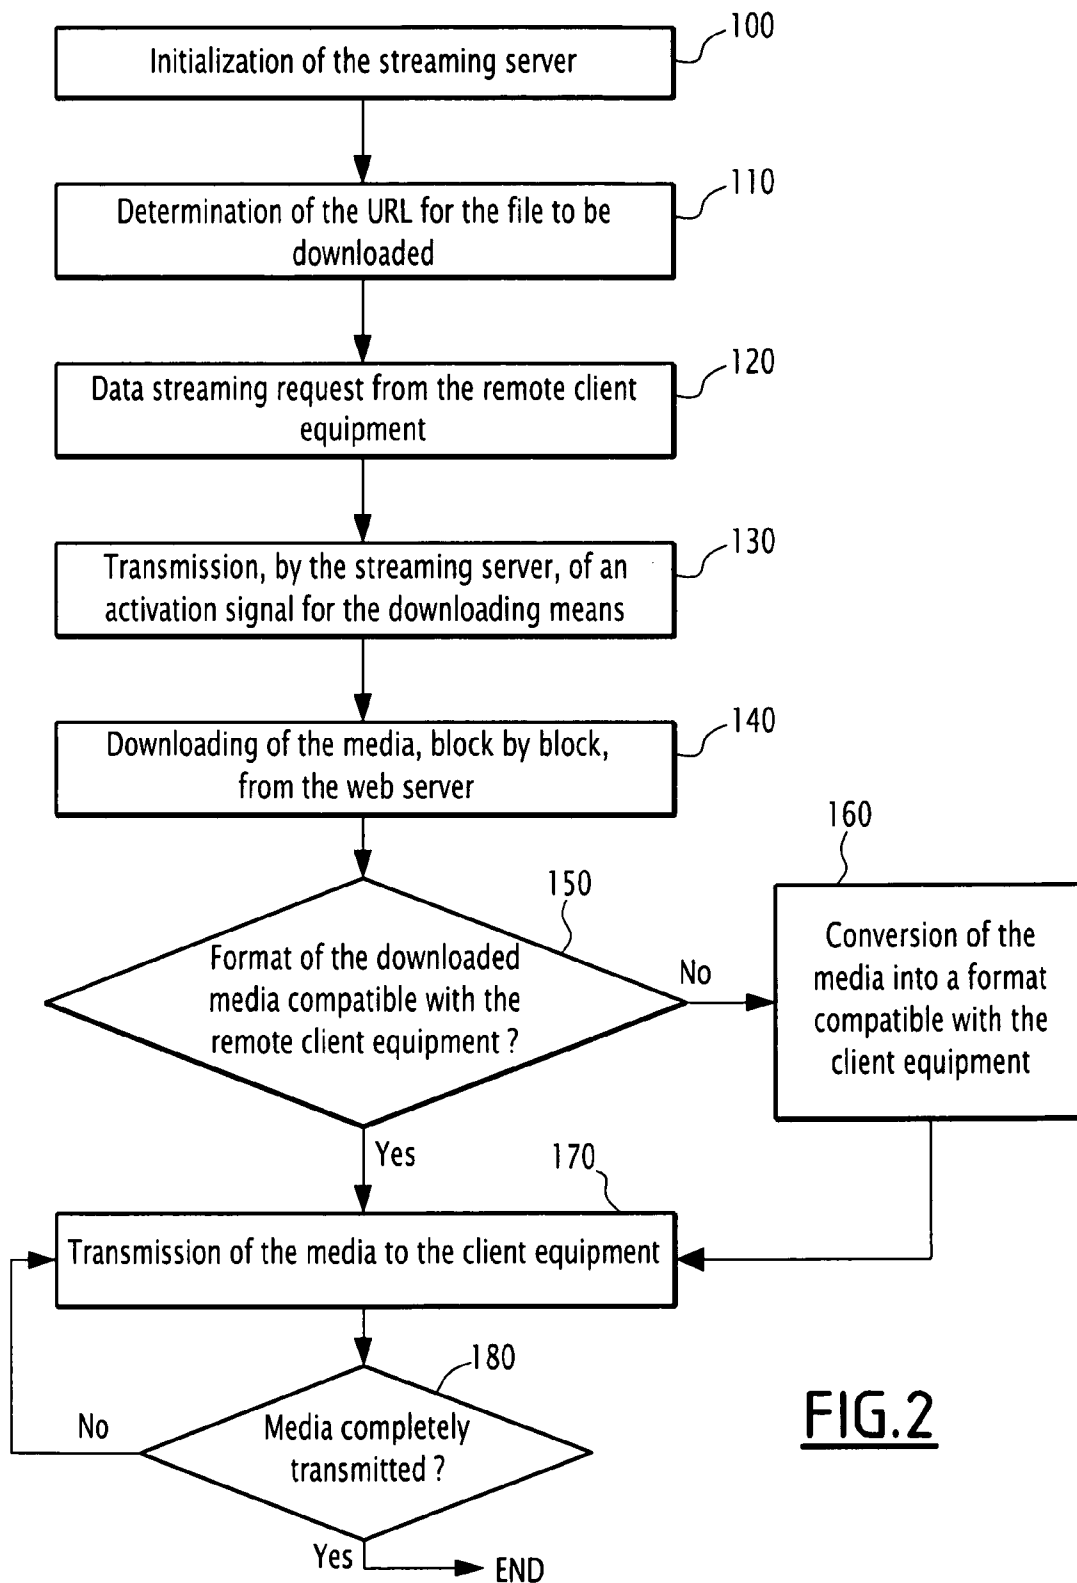 100
Initialization of the streaming server
110
Determination of the URL for the file to be
downloaded
120
Data streaming request from the remote client
equipment
130
Transmission, by the streaming server, of an
activation signal for the downloading means
140
Downloading of the media, block by block,
from the web server
150
Format of the downloaded
media compatible with the
remote client equipment ?
No
160
Conversion of the
media into a format
compatible with the
client equipment
Yes
170
Transmission of the media to the client equipment
180
Media completely
transmitted ?
No
Yes
END
FIG.2